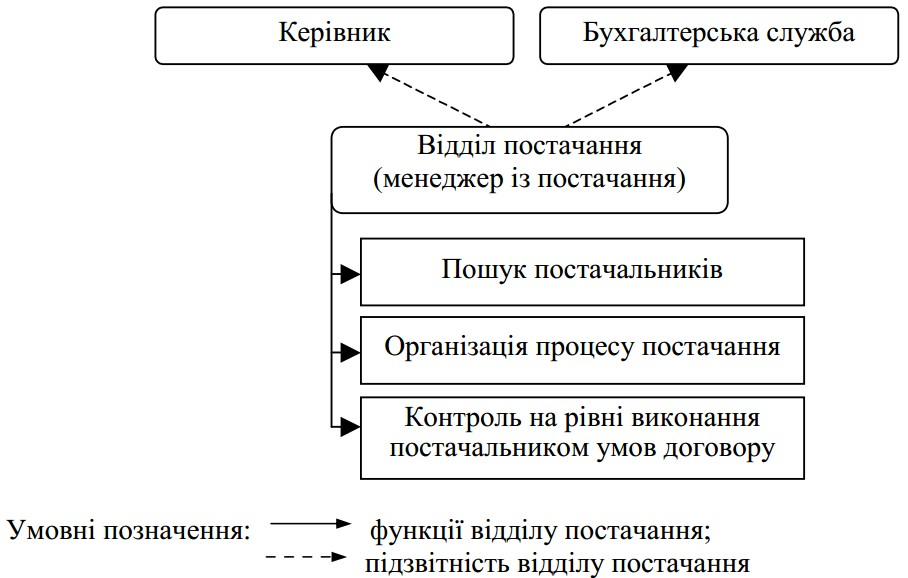 Керівник
Бухгалтерська служба
Відділ постачання
(менеджер із постачання)
Пошук постачальників
Організація процесу постачання
Контроль на рівні виконання
постачальником умов договору
Умовні позначення:
функції відділу постачання;
підзвітність відділу постачання